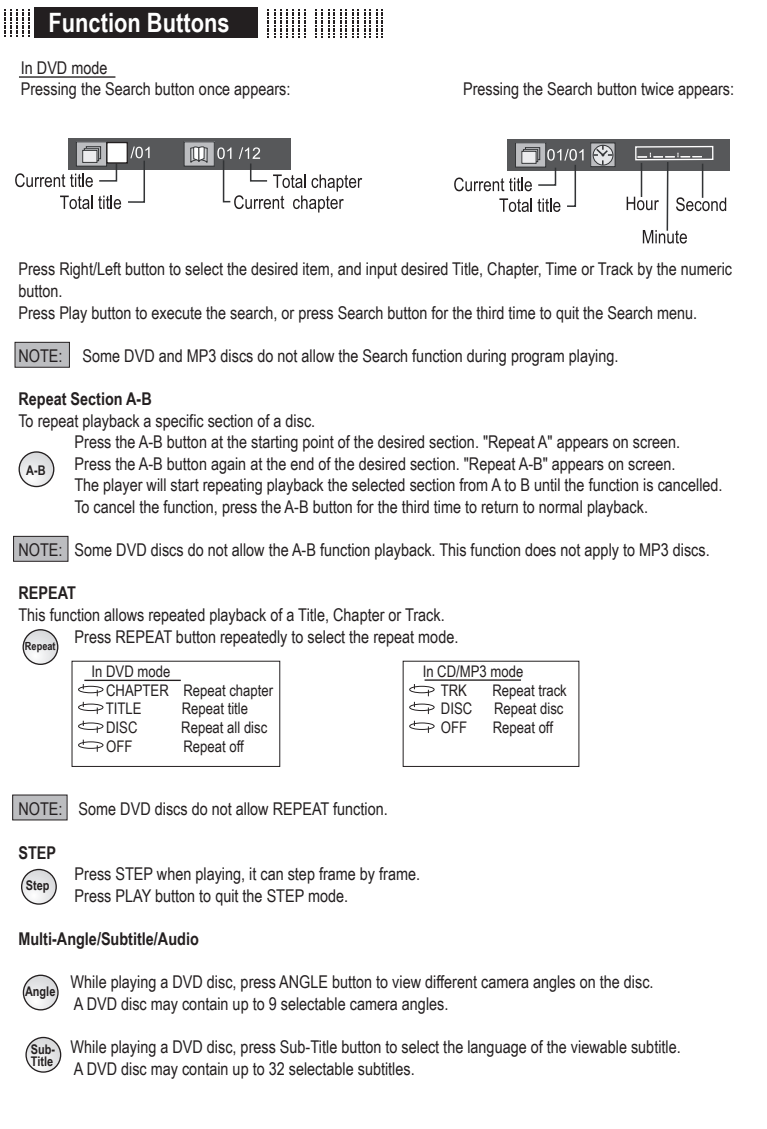 Function Buttons
In DVD mode
Pressing the Search button once appears:
Pressing the Search button twice appears:
/01 01 /12
Current title
Total title
Total chapter
Current chapter
01/01 _ _:_ _:_ _
Current title
Total title
Hour
Second
Minute
Press Right/Left button to select the desired item, and input desired Title, Chapter, Time or Track by the numeric
button.
Press Play button to execute the search, or press Search button for the third time to quit the Search menu.
NOTE: Some DVD and MP3 discs do not allow the Search function during program playing.
Repeat Section A-B
To repeat playback a specific section of a disc.
A-B
Press the A-B button at the starting point of the desired section. "Repeat A" appears on screen.
Press the A-B button again at the end of the desired section. "Repeat A-B" appears on screen.
The player will start repeating playback the selected section from A to B until the function is cancelled.
To cancel the function, press the A-B button for the third time to return to normal playback.
NOTE: Some DVD discs do not allow the A-B function playback. This function does not apply to MP3 discs.
REPEAT
This function allows repeated playback of a Title, Chapter or Track.
Repeat
Press REPEAT button repeatedly to select the repeat mode.
In DVD mode
CHAPTER Repeat chapter
TITLE Repeat title
DISC Repeat all disc
OFF Repeat off
In CD/MP3 mode
TRK Repeat track
DISC Repeat disc
OFF Repeat off
NOTE: Some DVD discs do not allow REPEAT function.
STEP
Step
Press STEP when playing, it can step frame by frame.
Press PLAY button to quit the STEP mode.
Multi-Angle/Subtitle/Audio
Angle
While playing a DVD disc, press ANGLE button to view different camera angles on the disc.
A DVD disc may contain up to 9 selectable camera angles.
Sub-
Title
While playing a DVD disc, press Sub-Title button to select the language of the viewable subtitle.
A DVD disc may contain up to 32 selectable subtitles.